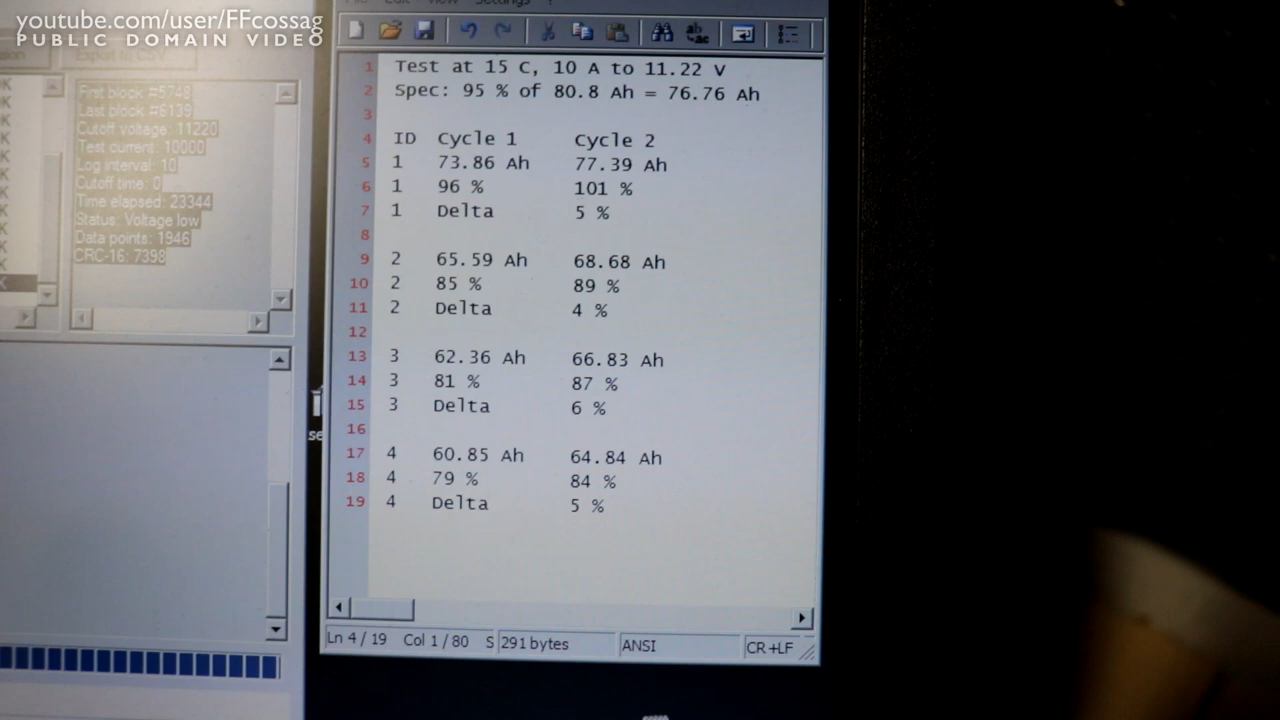 youtube.com/user/FFcossag
PUBLIC DOMAIN VIDEO
First block #5748
Last block #6139
Cutoff voltage: 11220
Test current: 10000
Log interval: 10
Cutoff time: 0
Time elapsed: 23344
Status: Voltage low
Data points: 1946
CRC-16: 7398
1 Test at 15 C, 10 A to 11.22 V
2 Spec: 95 % of 80.8 Ah = 76.76 Ah
3
4 ID Cycle 1 Cycle 2
5 1 73.86 Ah 77.39 Ah
6 1 96 % 101 %
7 1 Delta 5 %
8
9 2 65.59 Ah 68.68 Ah
10 2 85 % 89 %
11 2 Delta 4 %
12
13 3 62.36 Ah 66.83 Ah
14 3 81 % 87 %
15 3 Delta 6 %
16
17 4 60.85 Ah 64.84 Ah
18 4 79 % 84 %
19 4 Delta 5 %
Ln 4 / 19 Col 1 / 80 S 291 bytes ANSI CR+LF